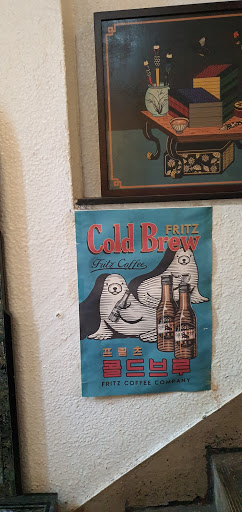 FRITZ
Cold Brew
Fritz Coffee
프릳츠
콜드브루
FRITZ COFFEE COMPANY